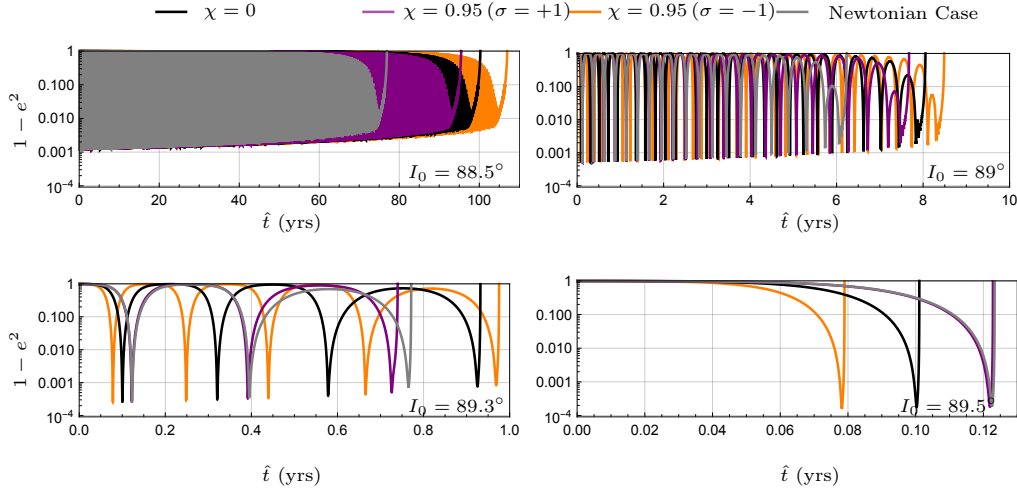 χ = 0 χ = 0.95 (σ = +1) χ = 0.95 (σ = −1) Newtonian Case
1 − e²
1
0.100
0.010
0.001
10⁻⁴
I₀ = 88.5°
0 20 40 60 80 100
t̂ (yrs)
1
0.100
0.010
0.001
10⁻⁴
I₀ = 89°
0 2 4 6 8 10
t̂ (yrs)
1 − e²
1
0.100
0.010
0.001
10⁻⁴
I₀ = 89.3°
0.0 0.2 0.4 0.6 0.8 1.0
t̂ (yrs)
1
0.100
0.010
0.001
10⁻⁴
I₀ = 89.5°
0.00 0.02 0.04 0.06 0.08 0.10 0.12
t̂ (yrs)